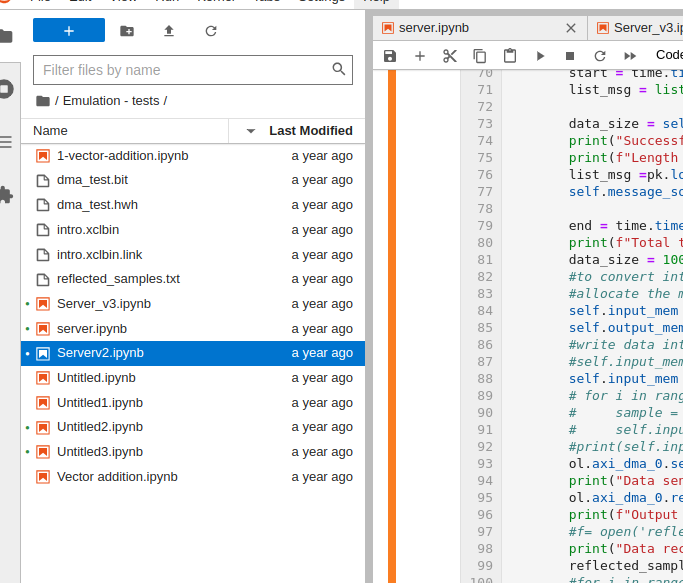 Filter files by name
/ Emulation - tests /
Name Last Modified
1-vector-addition.ipynb a year ago
dma_test.bit a year ago
dma_test.hwh a year ago
intro.xclbin a year ago
intro.xclbin.link a year ago
reflected_samples.txt a year ago
Server_v3.ipynb a year ago
server.ipynb a year ago
Serverv2.ipynb a year ago
Untitled.ipynb a year ago
Untitled1.ipynb a year ago
Untitled2.ipynb a year ago
Untitled3.ipynb a year ago
Vector addition.ipynb a year ago
server.ipynb Server_v3.ip
Code
70 start = time.ti
71 list_msg = list
72
73 data_size = sel
74 print("Successf
75 print(f"Length
76 list_msg =pk.lo
77 self.message_so
78
79 end = time.time
80 print(f"Total t
81 data_size = 100
82 #to convert int
83 #allocate the m
84 self.input_mem
85 self.output_mem
86 #write data int
87 #self.input_mem
88 self.input_mem
89 # for i in rang
90 #     sample =
91 #     self.inpu
92 #print(self.inp
93 ol.axi_dma_0.se
94 print("Data sen
95 ol.axi_dma_0.re
96 print(f"Output
97 #f= open('refle
98 print("Data rec
99 reflected_sampl
100 #for i in range